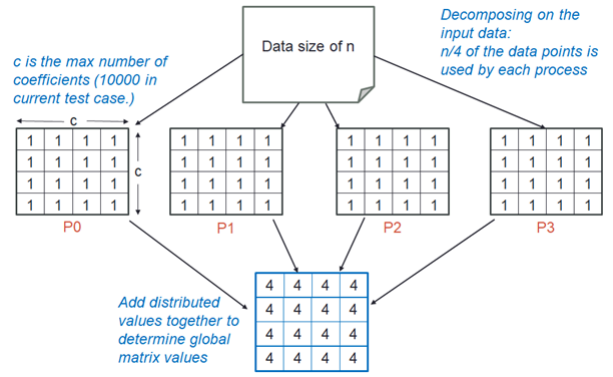 Data size of n
Decomposing on the
input data:
n/4 of the data points is
used by each process
c is the max number of
coefficients (10000 in
current test case.)
c
c
1 1 1 1
1 1 1 1
1 1 1 1
1 1 1 1
P0
1 1 1 1
1 1 1 1
1 1 1 1
1 1 1 1
P1
1 1 1 1
1 1 1 1
1 1 1 1
1 1 1 1
P2
1 1 1 1
1 1 1 1
1 1 1 1
1 1 1 1
P3
Add distributed
values together to
determine global
matrix values
4 4 4 4
4 4 4 4
4 4 4 4
4 4 4 4